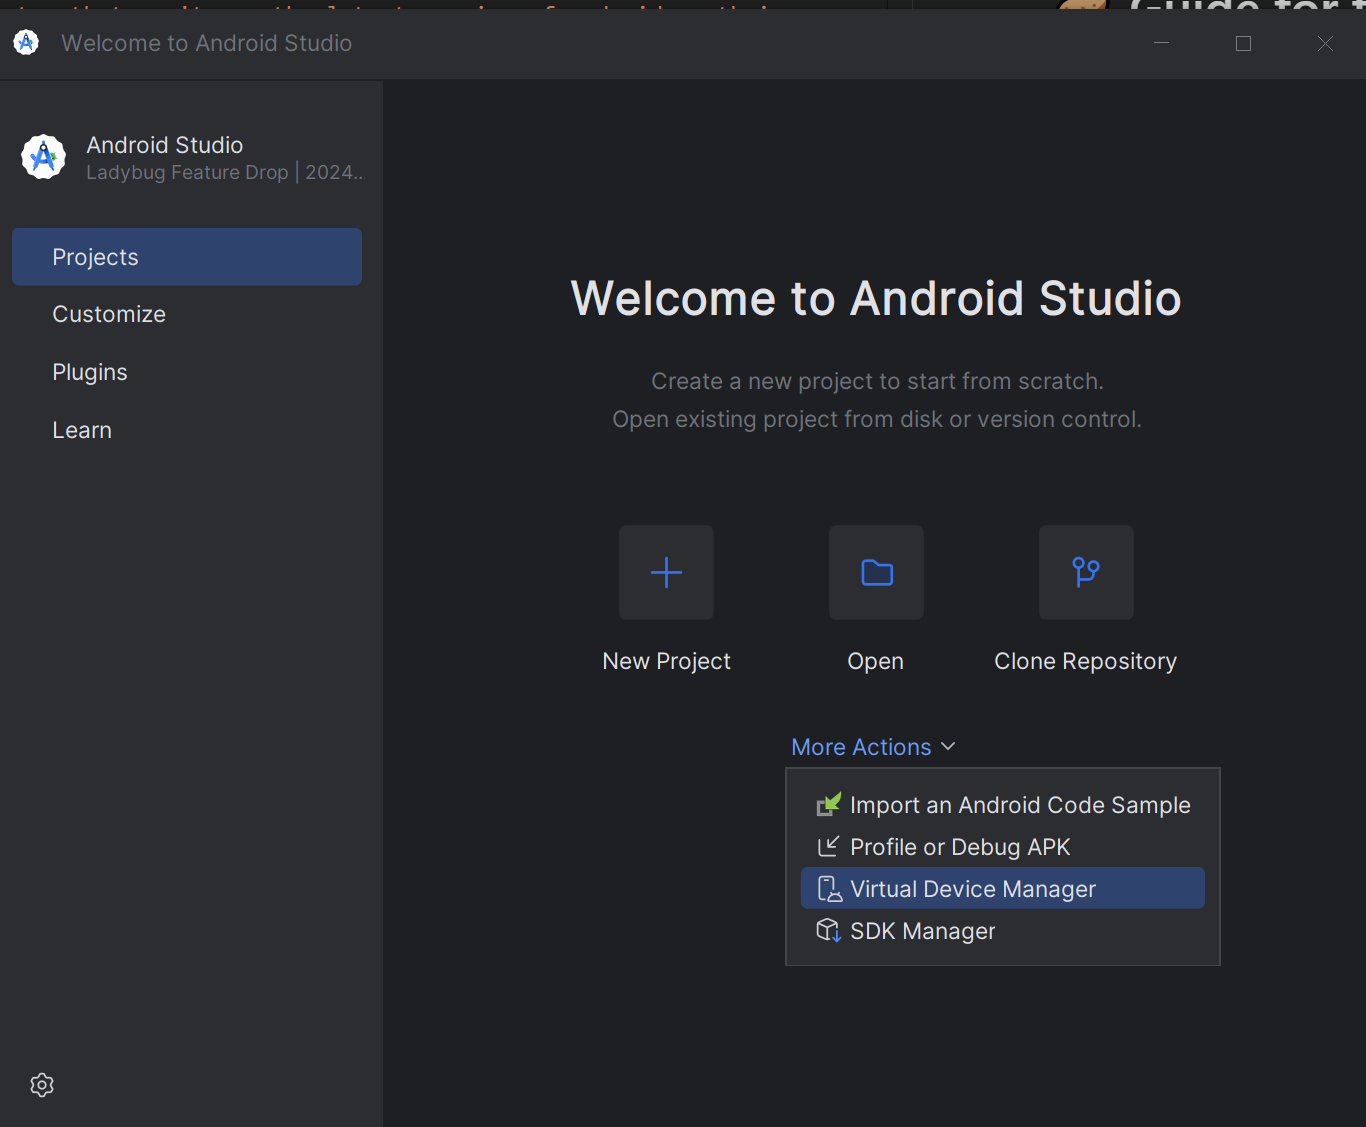 Guide for t
Welcome to Android Studio
Android Studio
Ladybug Feature Drop | 2024...
Projects
Customize
Plugins
Learn
Welcome to Android Studio
Create a new project to start from scratch.
Open existing project from disk or version control.
New Project
Open
Clone Repository
More Actions
Import an Android Code Sample
Profile or Debug APK
Virtual Device Manager
SDK Manager